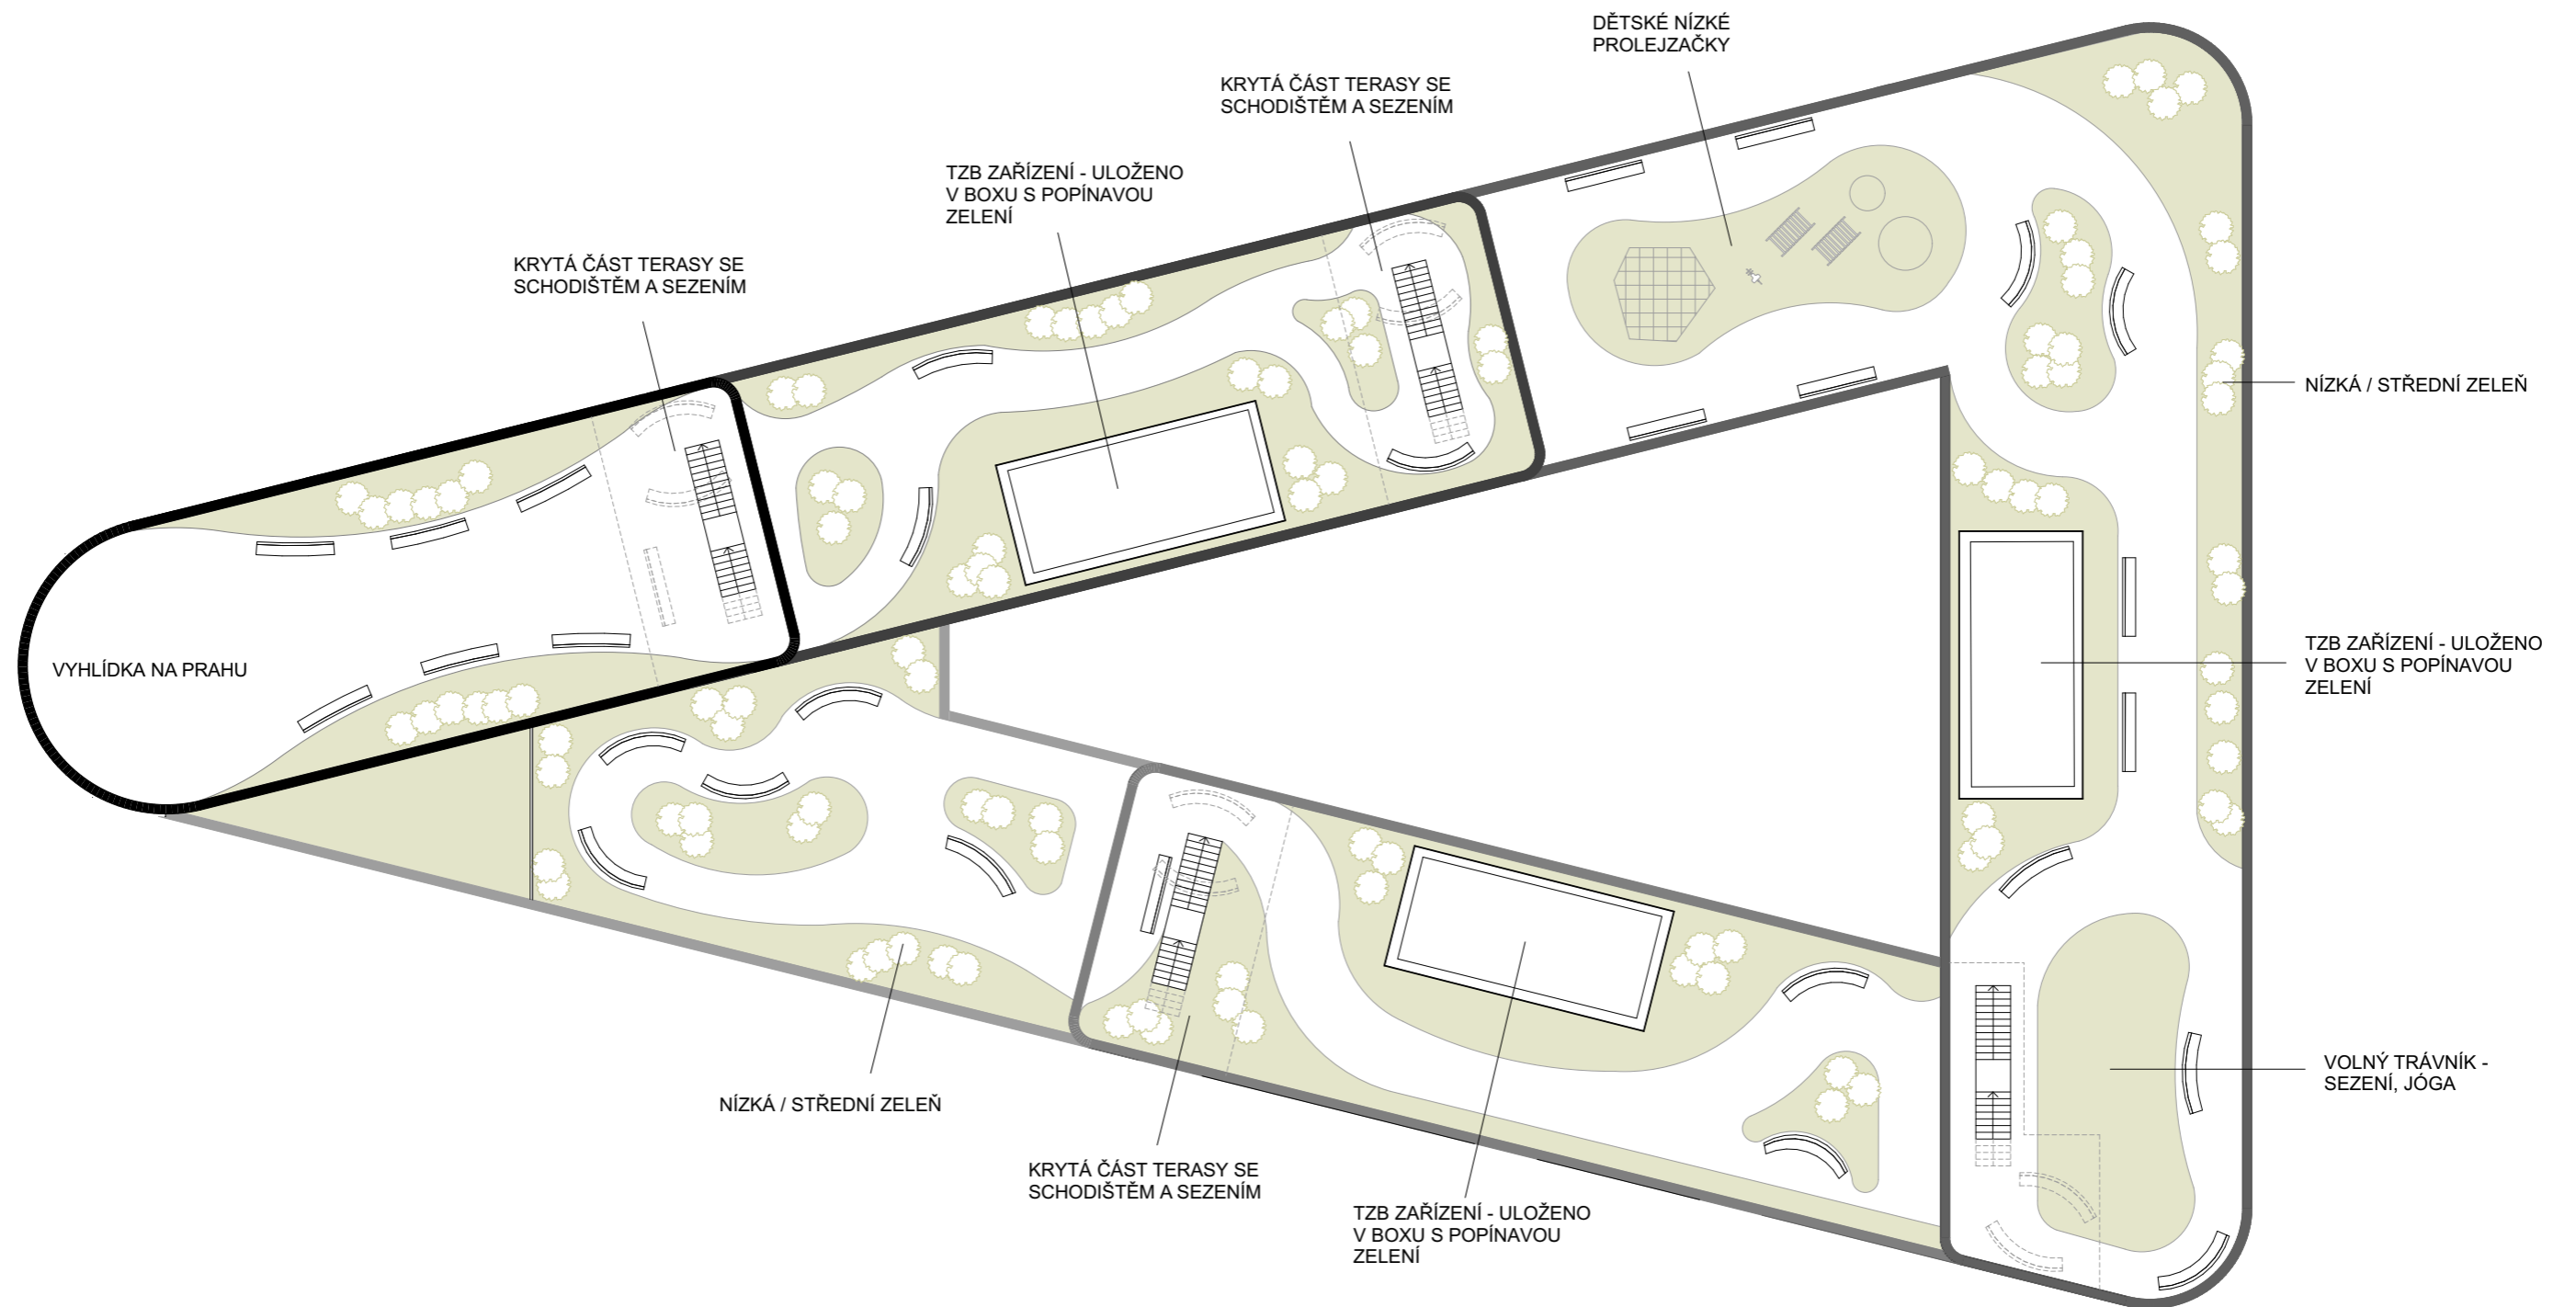 DĚTSKÉ NÍZKÉ
PROLEJZAČKY
KRYTÁ ČÁST TERASY SE
SCHODIŠTĚM A SEZENÍM
TZB ZAŘÍZENÍ - ULOŽENO
V BOXU S POPÍNAVOU
ZELENÍ
KRYTÁ ČÁST TERASY SE
SCHODIŠTĚM A SEZENÍM
NÍZKÁ / STŘEDNÍ ZELEŇ
VYHLÍDKA NA PRAHU
TZB ZAŘÍZENÍ - ULOŽENO
V BOXU S POPÍNAVOU
ZELENÍ
VOLNÝ TRÁVNÍK -
SEZENÍ, JÓGA
NÍZKÁ / STŘEDNÍ ZELEŇ
KRYTÁ ČÁST TERASY SE
SCHODIŠTĚM A SEZENÍM
TZB ZAŘÍZENÍ - ULOŽENO
V BOXU S POPÍNAVOU
ZELENÍ